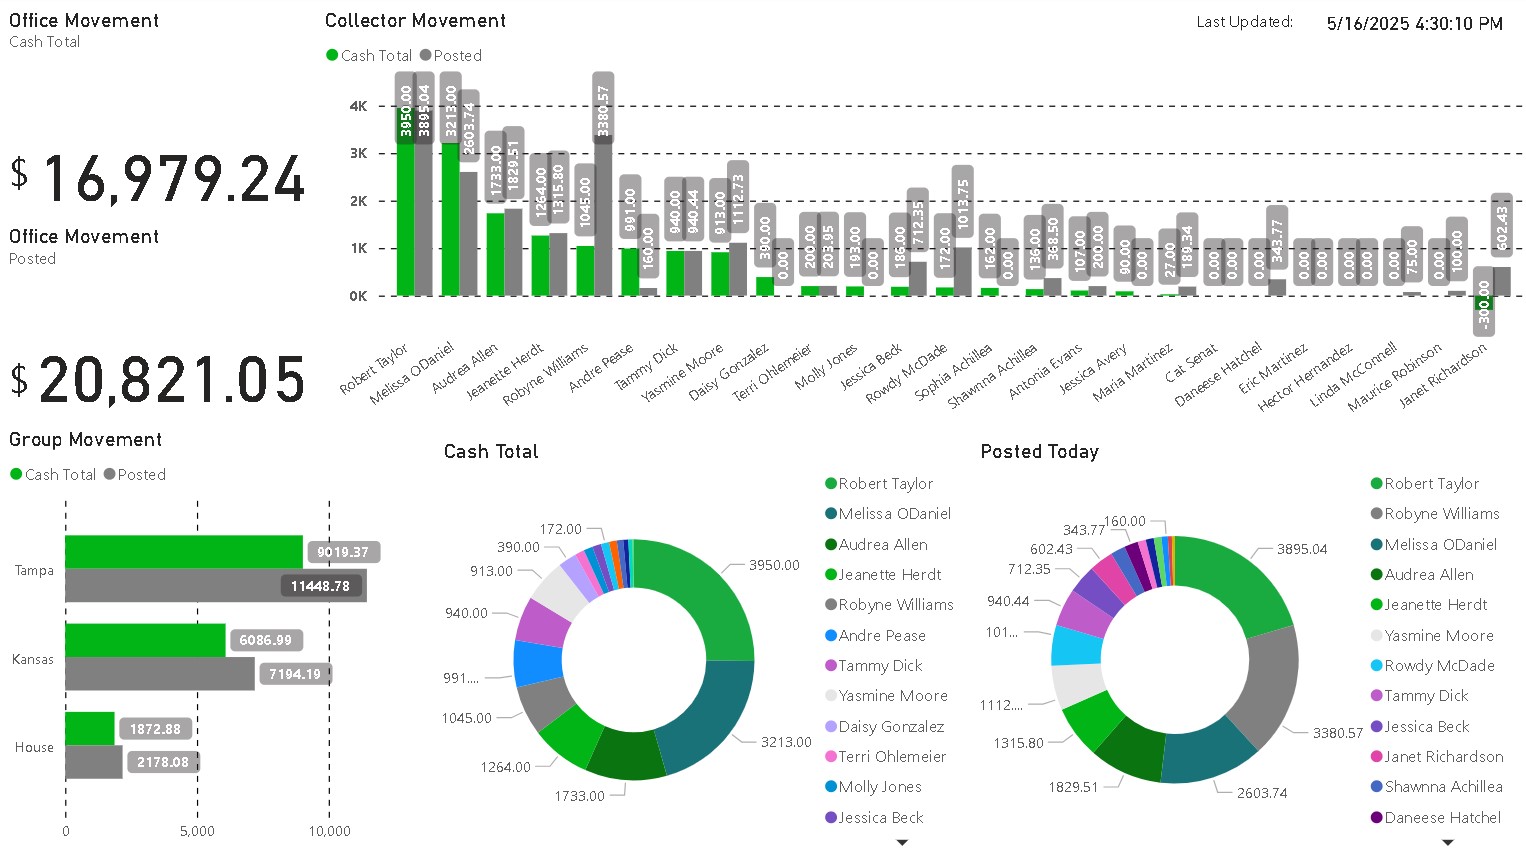 Office Movement
Cash Total
$ 16,979.24
Office Movement
Posted
$ 20,821.05
Collector Movement
Last Updated: 5/16/2025 4:30:10 PM
Cash Total Posted
4K
3K
2K
1K
0K
3950.00 3895.04
3213.00 2603.74
1733.00 1829.51
1264.00 1315.80
1045.00 3380.57
991.00 160.00
940.00 940.44
913.00 1112.73
390.00 0.00
200.00 203.95
193.00 0.00
186.00 712.35
172.00 1013.75
162.00 0.00
136.00 368.50
107.00 200.00
90.00 0.00
27.00 189.34
0.00 0.00
0.00 343.77
0.00 0.00
0.00 0.00
0.00 75.00
0.00 100.00
-300.00 602.43
Robert Taylor
Melissa ODaniel
Audrea Allen
Jeanette Herdt
Robyne Williams
Andre Pease
Tammy Dick
Yasmine Moore
Daisy Gonzalez
Terri Ohlemeier
Molly Jones
Jessica Beck
Rowdy McDade
Sophia Achillea
Shawnna Achillea
Antonia Evans
Jessica Avery
Maria Martinez
Cat Senat
Daneese Hatchel
Eric Martinez
Hector Hernandez
Linda McConnell
Maurice Robinson
Janet Richardson
Group Movement
Cash Total Posted
Tampa
9019.37
11448.78
Kansas
6086.99
7194.19
House
1872.88
2178.08
0 5,000 10,000
Cash Total
172.00
390.00
913.00
940.00
991....
1045.00
1264.00
1733.00
3213.00
3950.00
Robert Taylor
Melissa ODaniel
Audrea Allen
Jeanette Herdt
Robyne Williams
Andre Pease
Tammy Dick
Yasmine Moore
Daisy Gonzalez
Terri Ohlemeier
Molly Jones
Jessica Beck
Posted Today
160.00
343.77
602.43
712.35
940.44
101...
1112....
1315.80
1829.51
2603.74
3380.57
3895.04
Robert Taylor
Robyne Williams
Melissa ODaniel
Audrea Allen
Jeanette Herdt
Yasmine Moore
Rowdy McDade
Tammy Dick
Jessica Beck
Janet Richardson
Shawnna Achillea
Daneese Hatchel